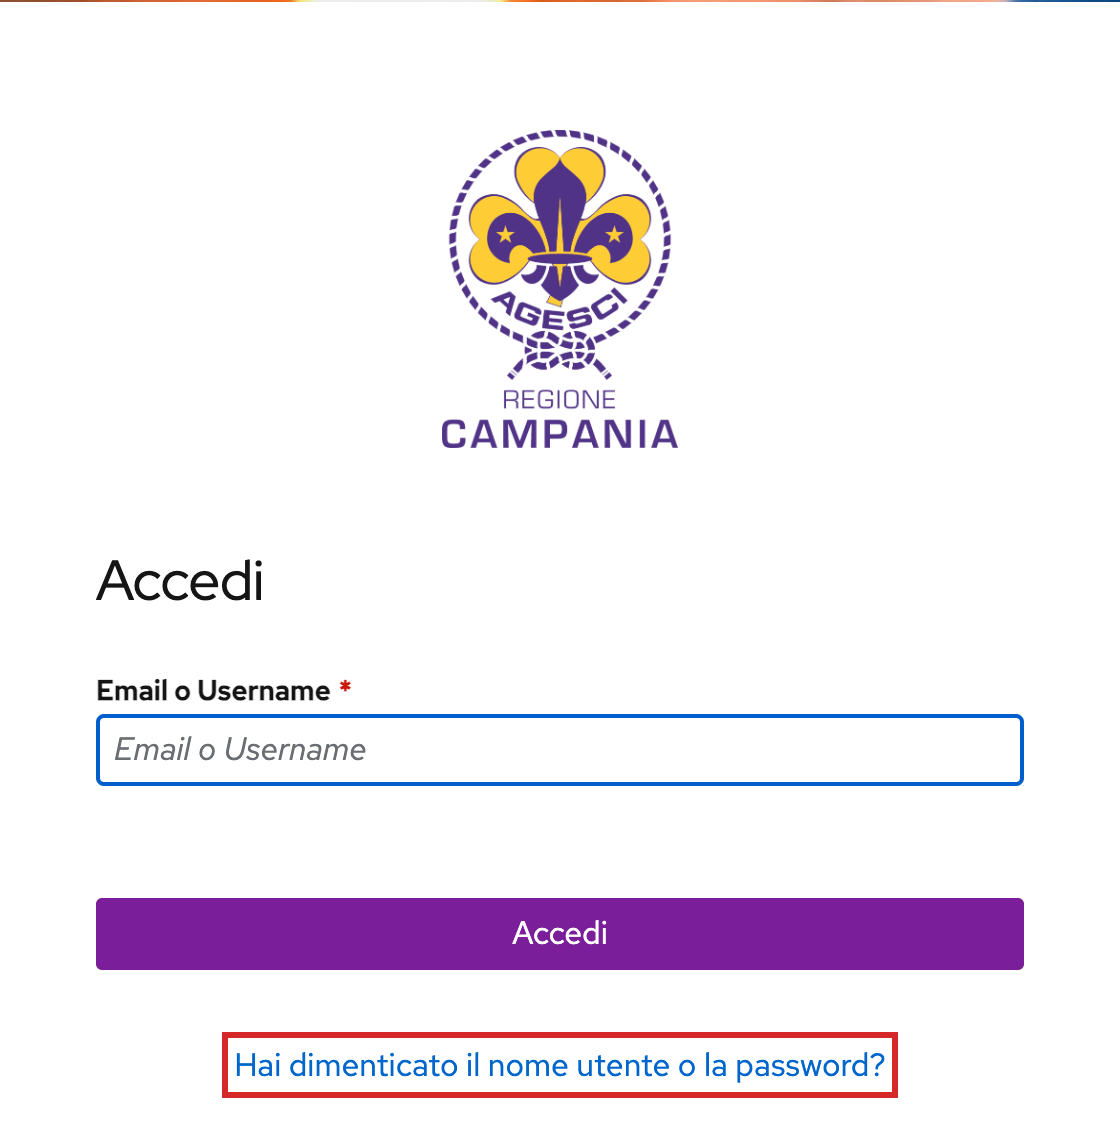 AGESCI
REGIONE
CAMPANIA
Accedi
Email o Username *
Email o Username
Accedi
Hai dimenticato il nome utente o la password?